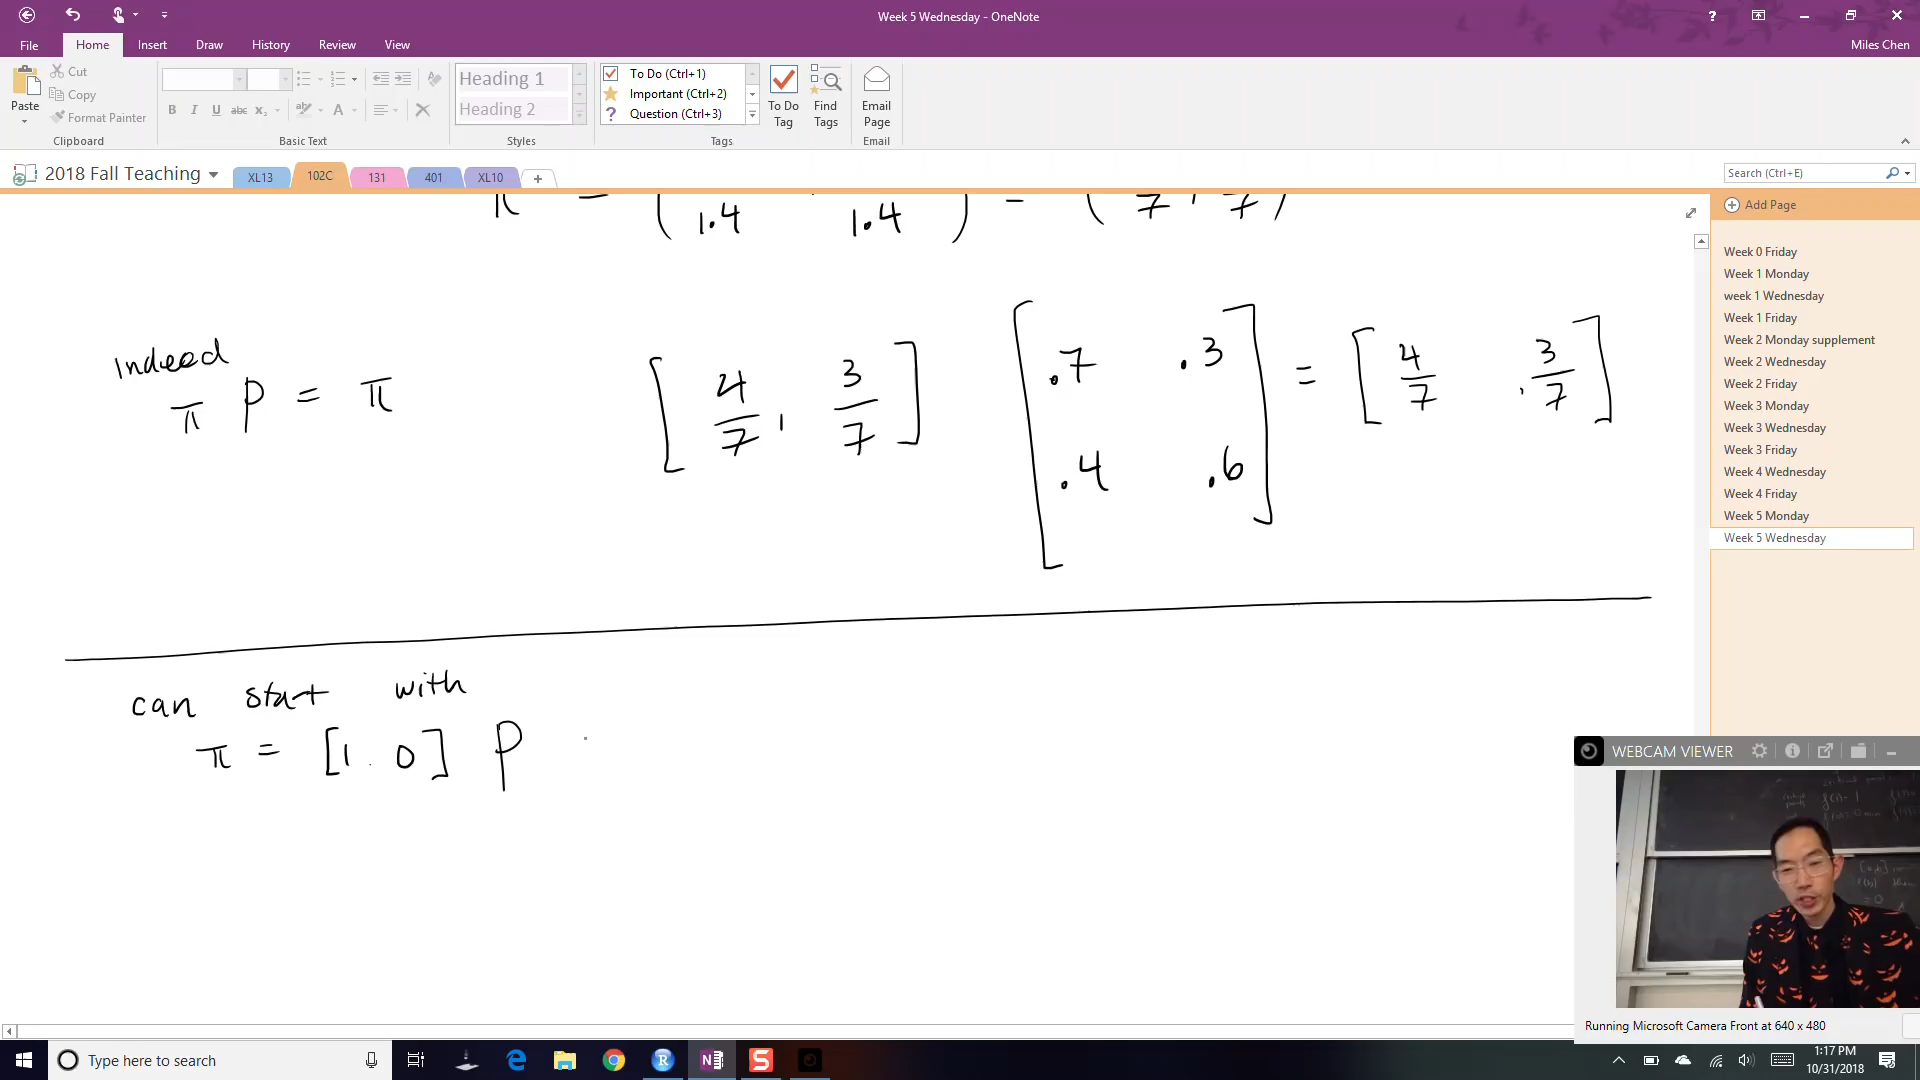 Week 5 Wednesday - OneNote
?
File Home Insert Draw History Review View
Miles Chen
Paste
Cut
Copy
Format Painter
Clipboard
B I U abc x₂ A
Basic Text
Heading 1
Heading 2
Styles
To Do (Ctrl+1)
Important (Ctrl+2)
? Question (Ctrl+3)
Tags
To Do Tag
Find Tags
Email Page
Email
2018 Fall Teaching
XL13 102C 131 401 XL10 +
Search (Ctrl+E)
Add Page
Week 0 Friday
Week 1 Monday
week 1 Wednesday
Week 1 Friday
Week 2 Monday supplement
Week 2 Wednesday
Week 2 Friday
Week 3 Monday
Week 3 Wednesday
Week 3 Friday
Week 4 Wednesday
Week 4 Friday
Week 5 Monday
Week 5 Wednesday
π = ( 1.4 1.4 ) = ( 7 , 7 )
Indeed
π P = π
[ 4/7 , 3/7 ] [ .7 .3
.4 .6 ] = [ 4/7 . 3/7 ]
can start with
π = [1. 0] P
WEBCAM VIEWER
Running Microsoft Camera Front at 640 x 480
Type here to search
1:17 PM
10/31/2018